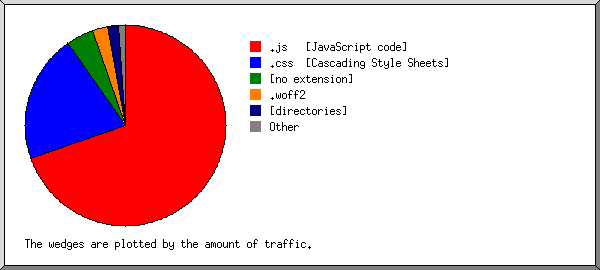 .js [JavaScript code]
.css [Cascading Style Sheets]
[no extension]
.woff2
[directories]
Other
The wedges are plotted by the amount of traffic.